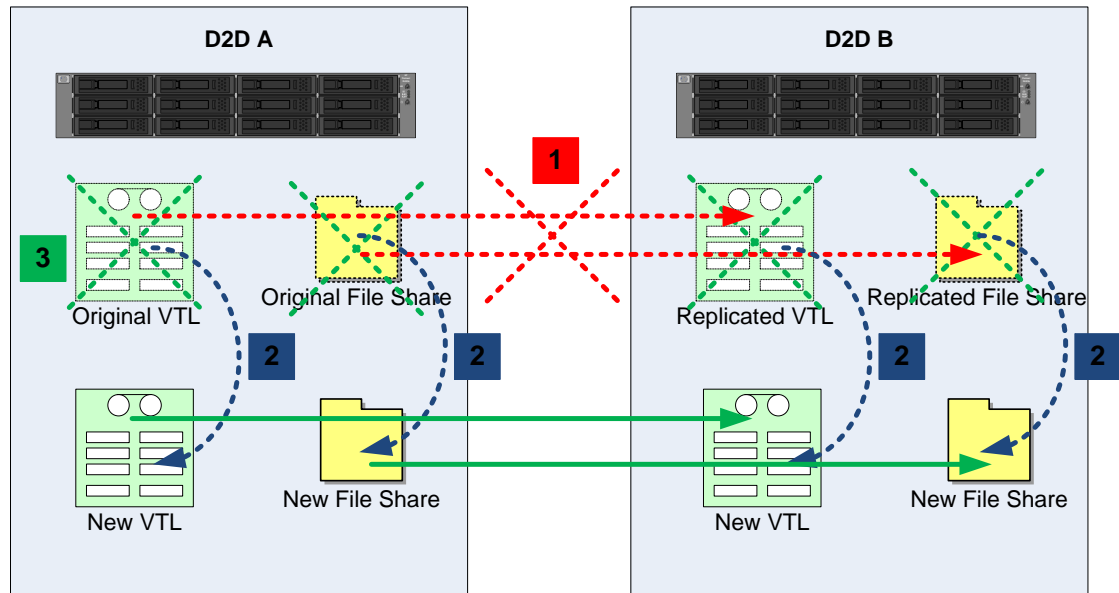 D2D A
D2D B
1
3
Original File Share
Replicated File Share
Original VTL
Replicated VTL
2
2
2
2
New VTL
New File Share
New VTL
New File Share